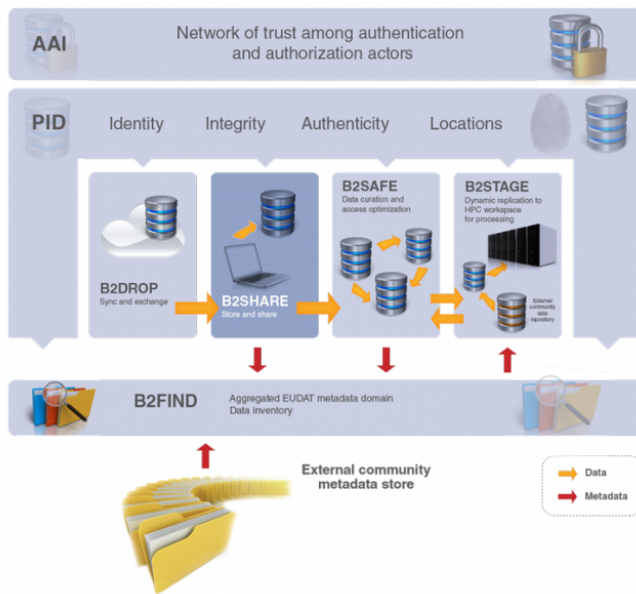 AAI
Network of trust among authentication
and authorization actors
PID
Identity
Integrity
Authenticity
Locations
B2DROP
Sync and exchange
B2SHARE
Store and share
B2SAFE
Data curation and
access optimization
B2STAGE
Dynamic replication to
HPC workspace
for processing
External
community
data
repository
B2FIND
Aggregated EUDAT metadata domain
Data inventory
External community
metadata store
Data
Metadata